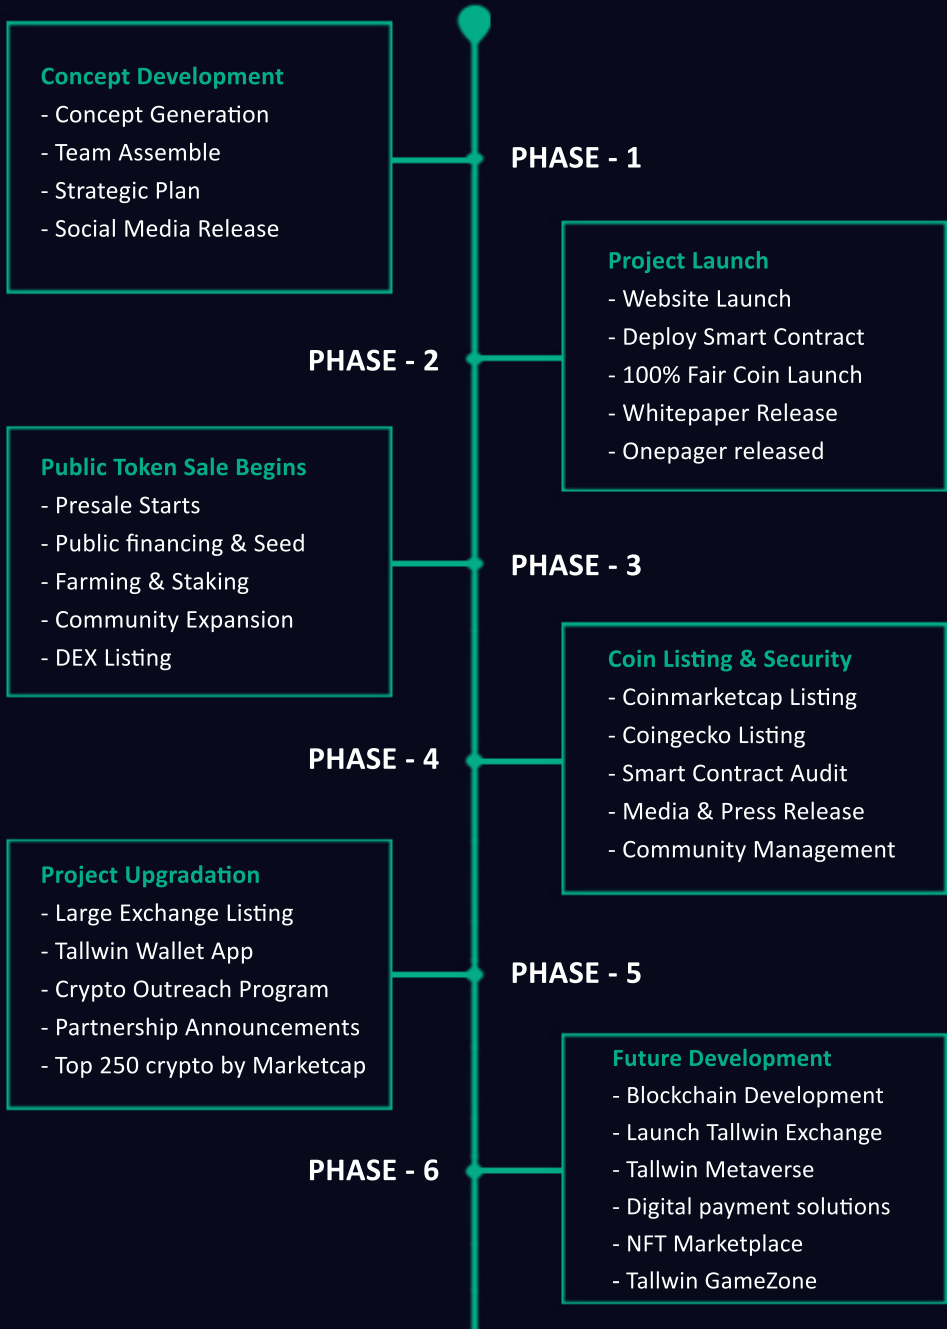 Concept Development
- Concept Generation
- Team Assemble
- Strategic Plan
- Social Media Release
PHASE - 1
Project Launch
- Website Launch
- Deploy Smart Contract
- 100% Fair Coin Launch
- Whitepaper Release
- Onepager released
PHASE - 2
Public Token Sale Begins
- Presale Starts
- Public financing & Seed
- Farming & Staking
- Community Expansion
- DEX Listing
PHASE - 3
Coin Listing & Security
- Coinmarketcap Listing
- Coingecko Listing
- Smart Contract Audit
- Media & Press Release
- Community Management
PHASE - 4
Project Upgradation
- Large Exchange Listing
- Tallwin Wallet App
- Crypto Outreach Program
- Partnership Announcements
- Top 250 crypto by Marketcap
PHASE - 5
Future Development
- Blockchain Development
- Launch Tallwin Exchange
- Tallwin Metaverse
- Digital payment solutions
- NFT Marketplace
- Tallwin GameZone
PHASE - 6